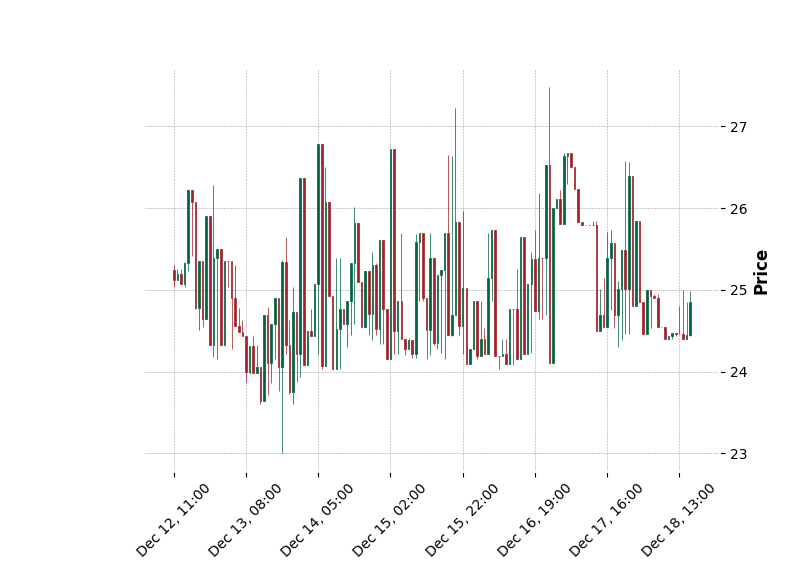 27
26
25
24
23
Price
Dec 12, 11:00
Dec 13, 08:00
Dec 14, 05:00
Dec 15, 02:00
Dec 15, 22:00
Dec 16, 19:00
Dec 17, 16:00
Dec 18, 13:00